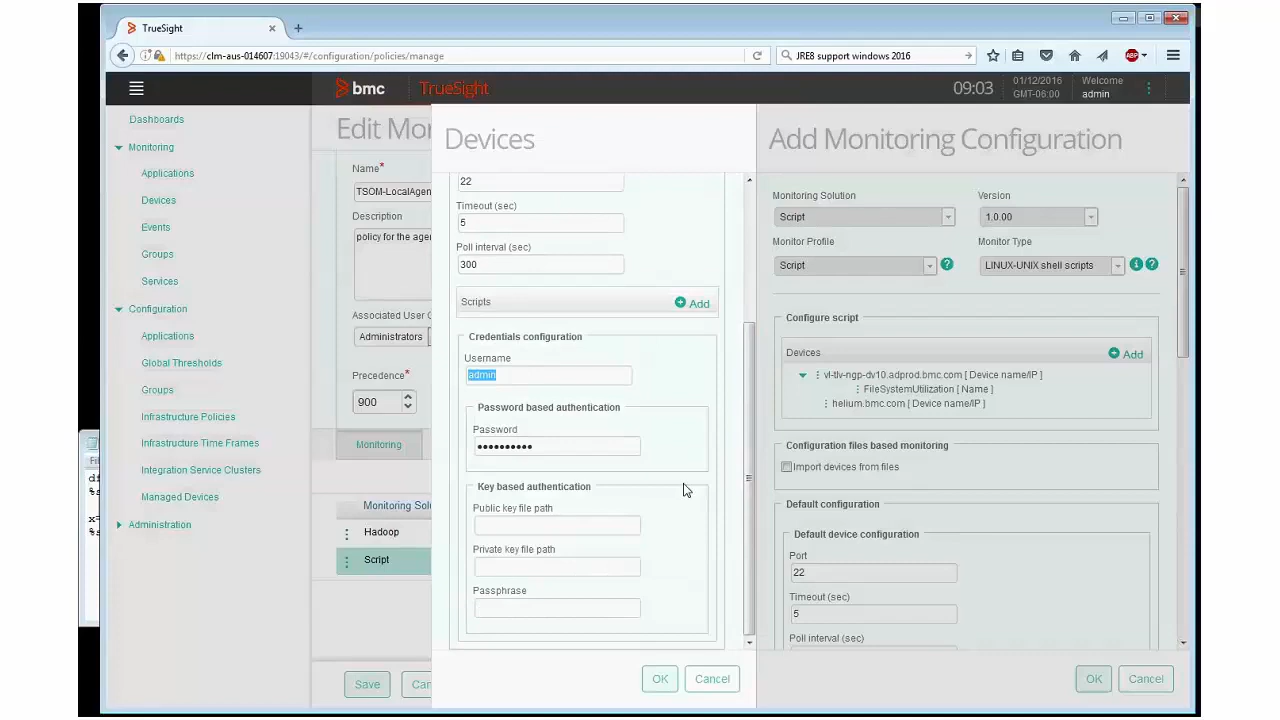 TrueSight
https://clm-aus-014607:19043/#/configuration/policies/manage
JRE8 support windows 2016
bmc TrueSight
09:03
01/12/2016
GMT-06:00
Welcome
admin
Dashboards
Monitoring
Applications
Devices
Events
Groups
Services
Configuration
Applications
Global Thresholds
Groups
Infrastructure Policies
Infrastructure Time Frames
Integration Service Clusters
Managed Devices
Administration
Edit Mo
Name*
TSOM-LocalAgen
Description
policy for the age
Associated User G
Administrators
Precedence*
900
Monitoring
Monitoring Solu
Hadoop
Script
Save
Can
Devices
22
Timeout (sec)
5
Poll interval (sec)
300
Scripts
Add
Credentials configuration
Username
admin
Password based authentication
Password
••••••••••
Key based authentication
Public key file path
Private key file path
Passphrase
OK
Cancel
Add Monitoring Configuration
Monitoring Solution
Version
Script
1.0.00
Monitor Profile
Monitor Type
Script
LINUX-UNIX shell scripts
Configure script
Devices
Add
vl-tlv-ngp-dv10.adprod.bmc.com [ Device name/IP ]
FileSystemUtilization [ Name ]
helium.bmc.com [ Device name/IP ]
Configuration files based monitoring
Import devices from files
Default configuration
Default device configuration
Port
22
Timeout (sec)
5
Poll interval (sec)
OK
Cancel